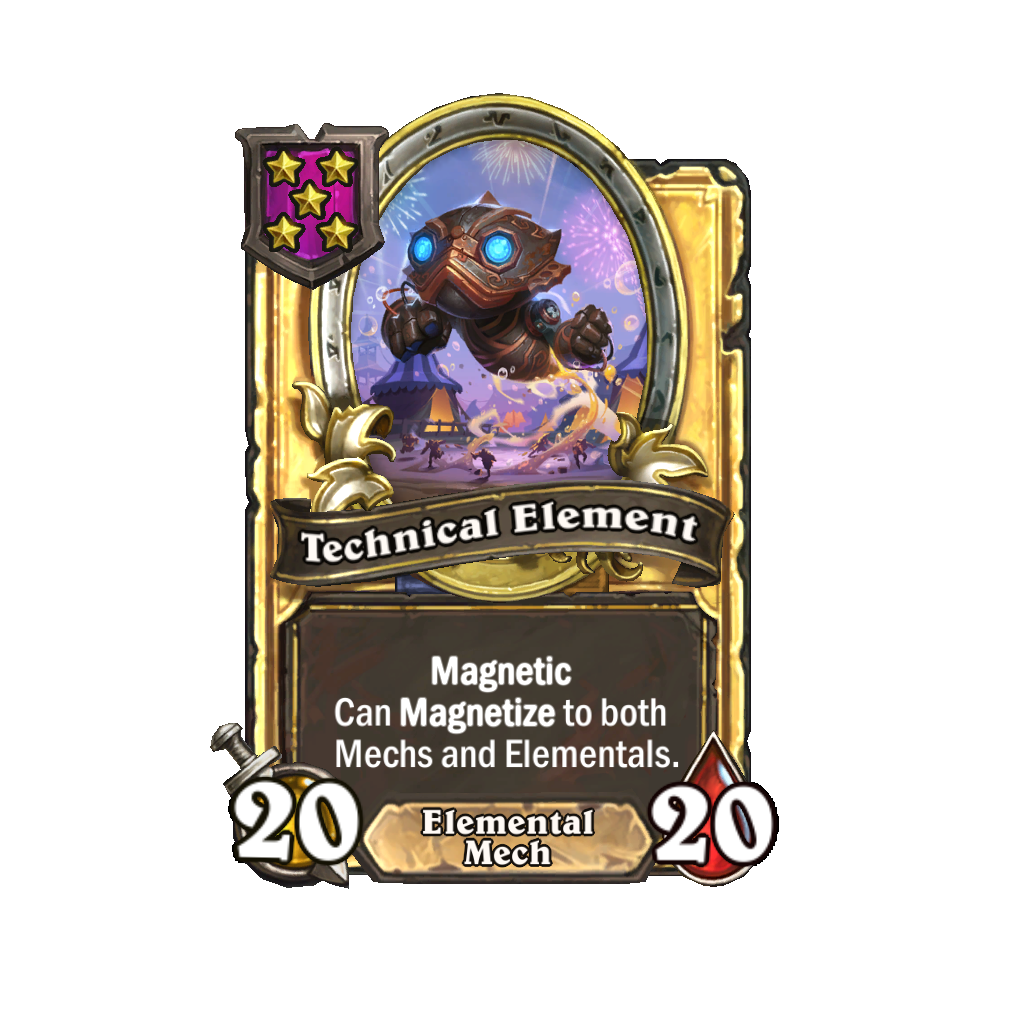 Technical Element
Magnetic
Can Magnetize to both
Mechs and Elementals.
20
Elemental
Mech
20